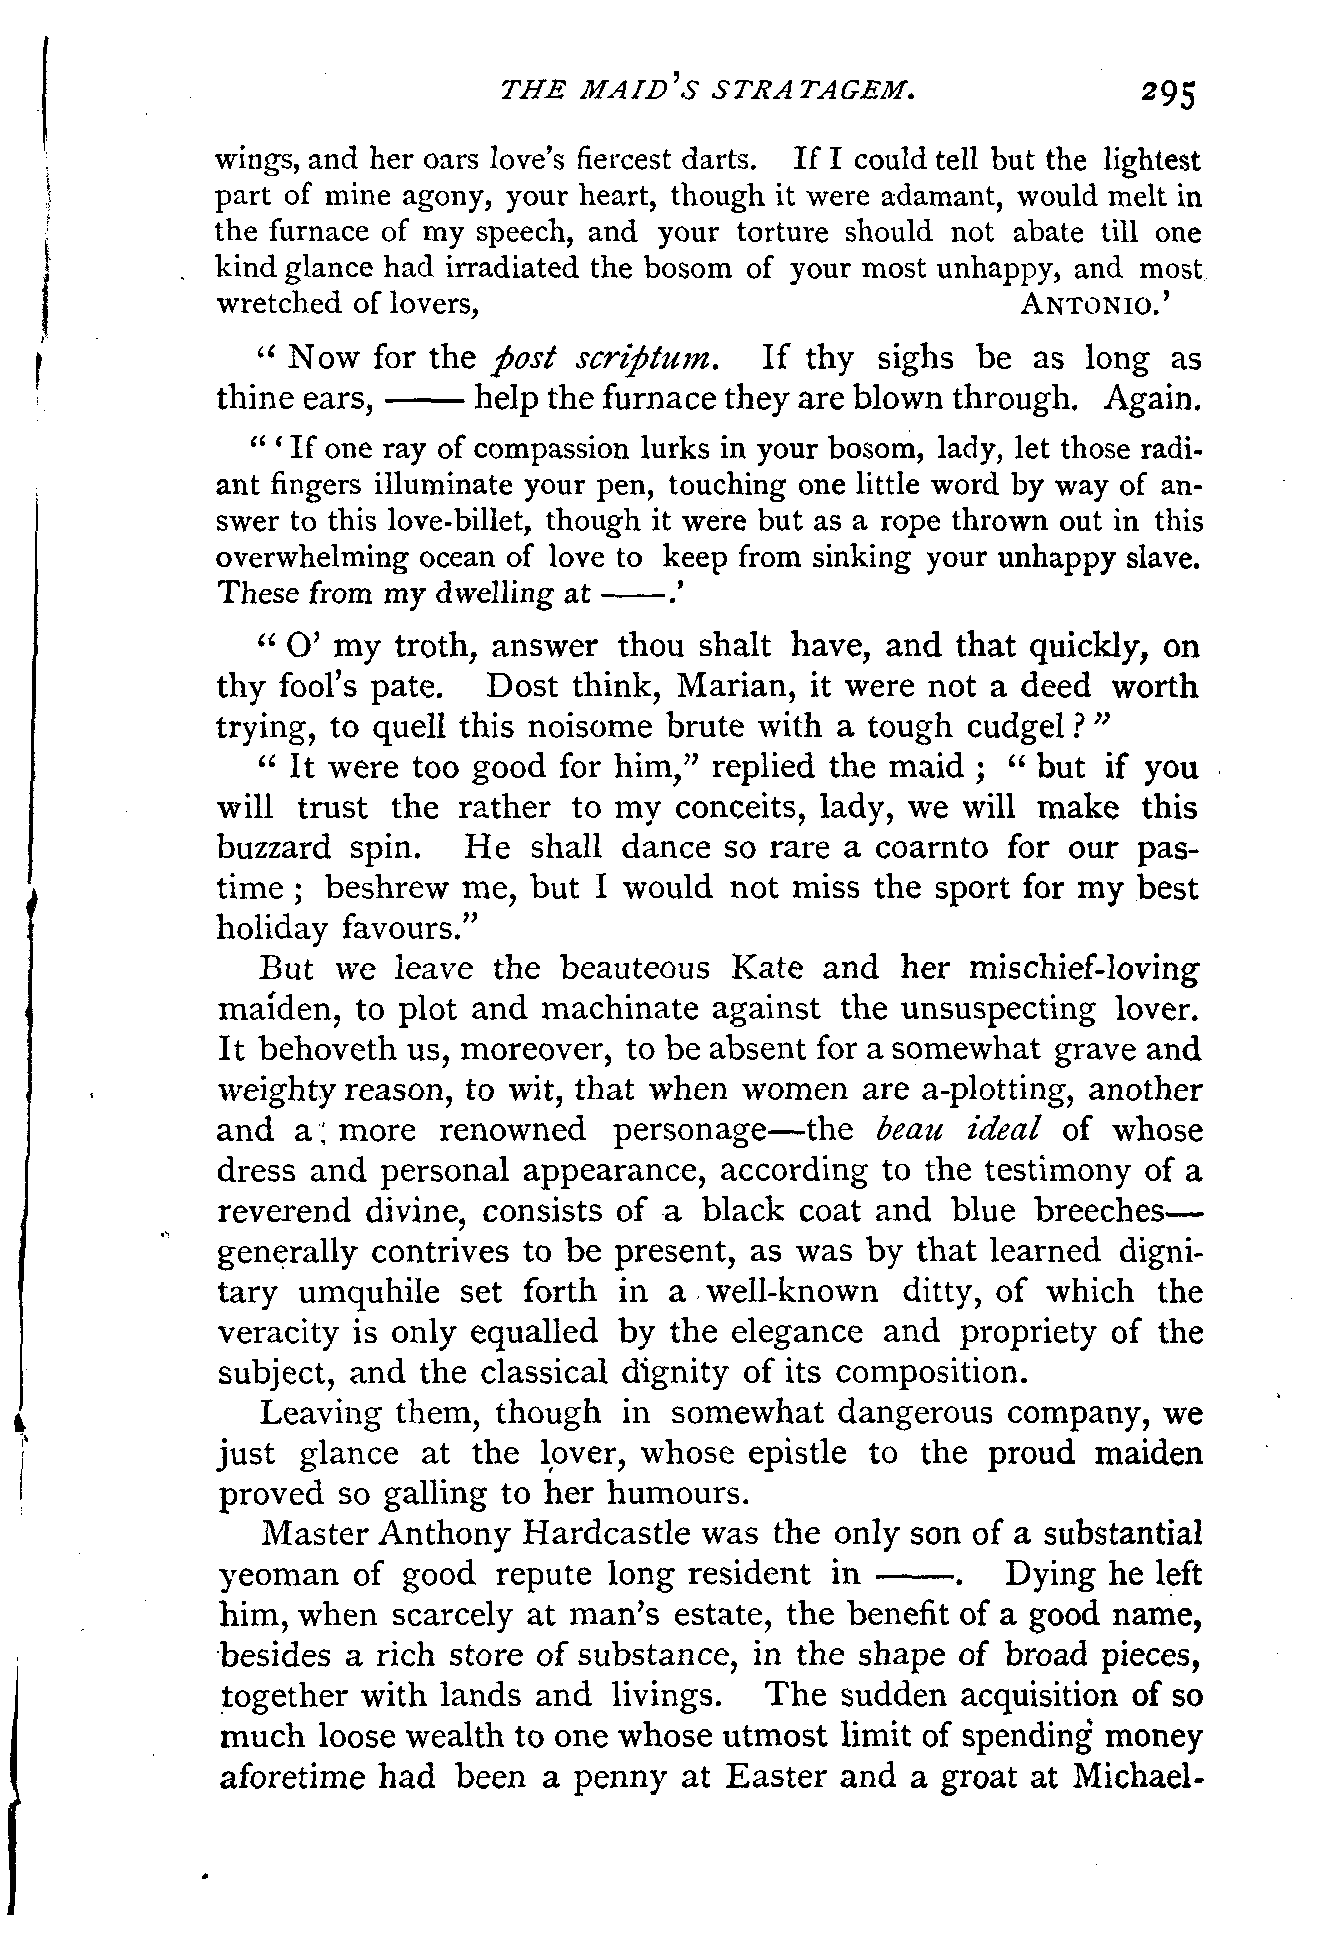 THE MAID'S STRATAGEM. 295
wings, and her oars love's fiercest darts. If I could tell but the lightest
part of mine agony, your heart, though it were adamant, would melt in
the furnace of my speech, and your torture should not abate till one
kind glance had irradiated the bosom of your most unhappy, and most
wretched of lovers, ANTONIO.'
“ Now for the post scriptum. If thy sighs be as long as
thine ears, —— help the furnace they are blown through. Again.
“ ‘ If one ray of compassion lurks in your bosom, lady, let those radi-
ant fingers illuminate your pen, touching one little word by way of an-
swer to this love-billet, though it were but as a rope thrown out in this
overwhelming ocean of love to keep from sinking your unhappy slave.
These from my dwelling at ——.’
“ O' my troth, answer thou shalt have, and that quickly, on
thy fool's pate. Dost think, Marian, it were not a deed worth
trying, to quell this noisome brute with a tough cudgel ? ”
“ It were too good for him,” replied the maid ; “ but if you
will trust the rather to my conceits, lady, we will make this
buzzard spin. He shall dance so rare a coarnto for our pas-
time ; beshrew me, but I would not miss the sport for my best
holiday favours.”
But we leave the beauteous Kate and her mischief-loving
maiden, to plot and machinate against the unsuspecting lover.
It behoveth us, moreover, to be absent for a somewhat grave and
weighty reason, to wit, that when women are a-plotting, another
and a more renowned personage—the beau ideal of whose
dress and personal appearance, according to the testimony of a
reverend divine, consists of a black coat and blue breeches—
generally contrives to be present, as was by that learned digni-
tary umquhile set forth in a well-known ditty, of which the
veracity is only equalled by the elegance and propriety of the
subject, and the classical dignity of its composition.
Leaving them, though in somewhat dangerous company, we
just glance at the lover, whose epistle to the proud maiden
proved so galling to her humours.
Master Anthony Hardcastle was the only son of a substantial
yeoman of good repute long resident in ——. Dying he left
him, when scarcely at man's estate, the benefit of a good name,
besides a rich store of substance, in the shape of broad pieces,
together with lands and livings. The sudden acquisition of so
much loose wealth to one whose utmost limit of spending money
aforetime had been a penny at Easter and a groat at Michael-